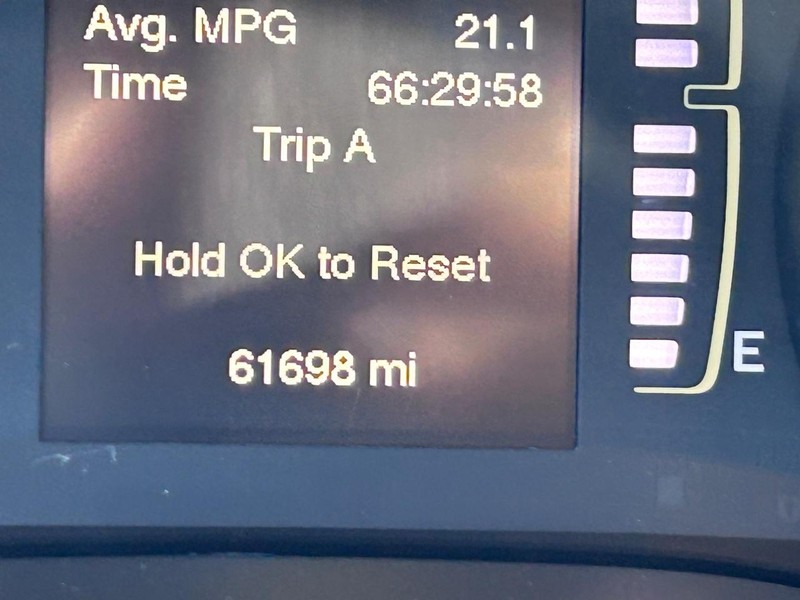 Avg. MPG 21.1
Time 66:29:58
Trip A
Hold OK to Reset
61698 mi
E